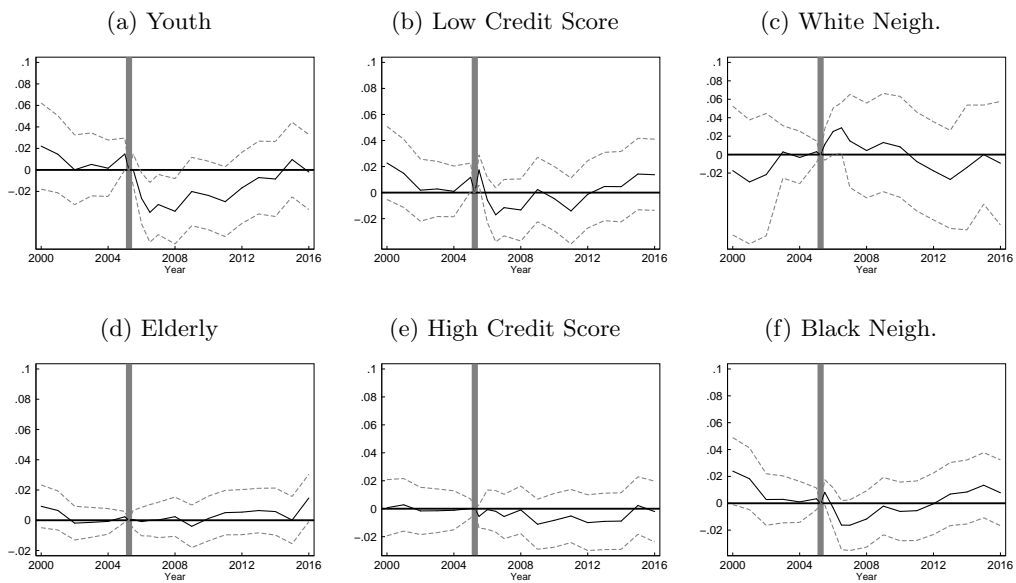 (a) Youth
(b) Low Credit Score
(c) White Neigh.
.1
.08
.06
.04
.02
0
−.02
2000 2004 2008 2012 2016
Year
.1
.08
.06
.04
.02
0
−.02
2000 2004 2008 2012 2016
Year
.1
.08
.06
.04
.02
0
−.02
2000 2004 2008 2012 2016
Year
(d) Elderly
(e) High Credit Score
(f) Black Neigh.
.1
.08
.06
.04
.02
0
−.02
2000 2004 2008 2012 2016
Year
.1
.08
.06
.04
.02
0
−.02
2000 2004 2008 2012 2016
Year
.1
.08
.06
.04
.02
0
−.02
2000 2004 2008 2012 2016
Year